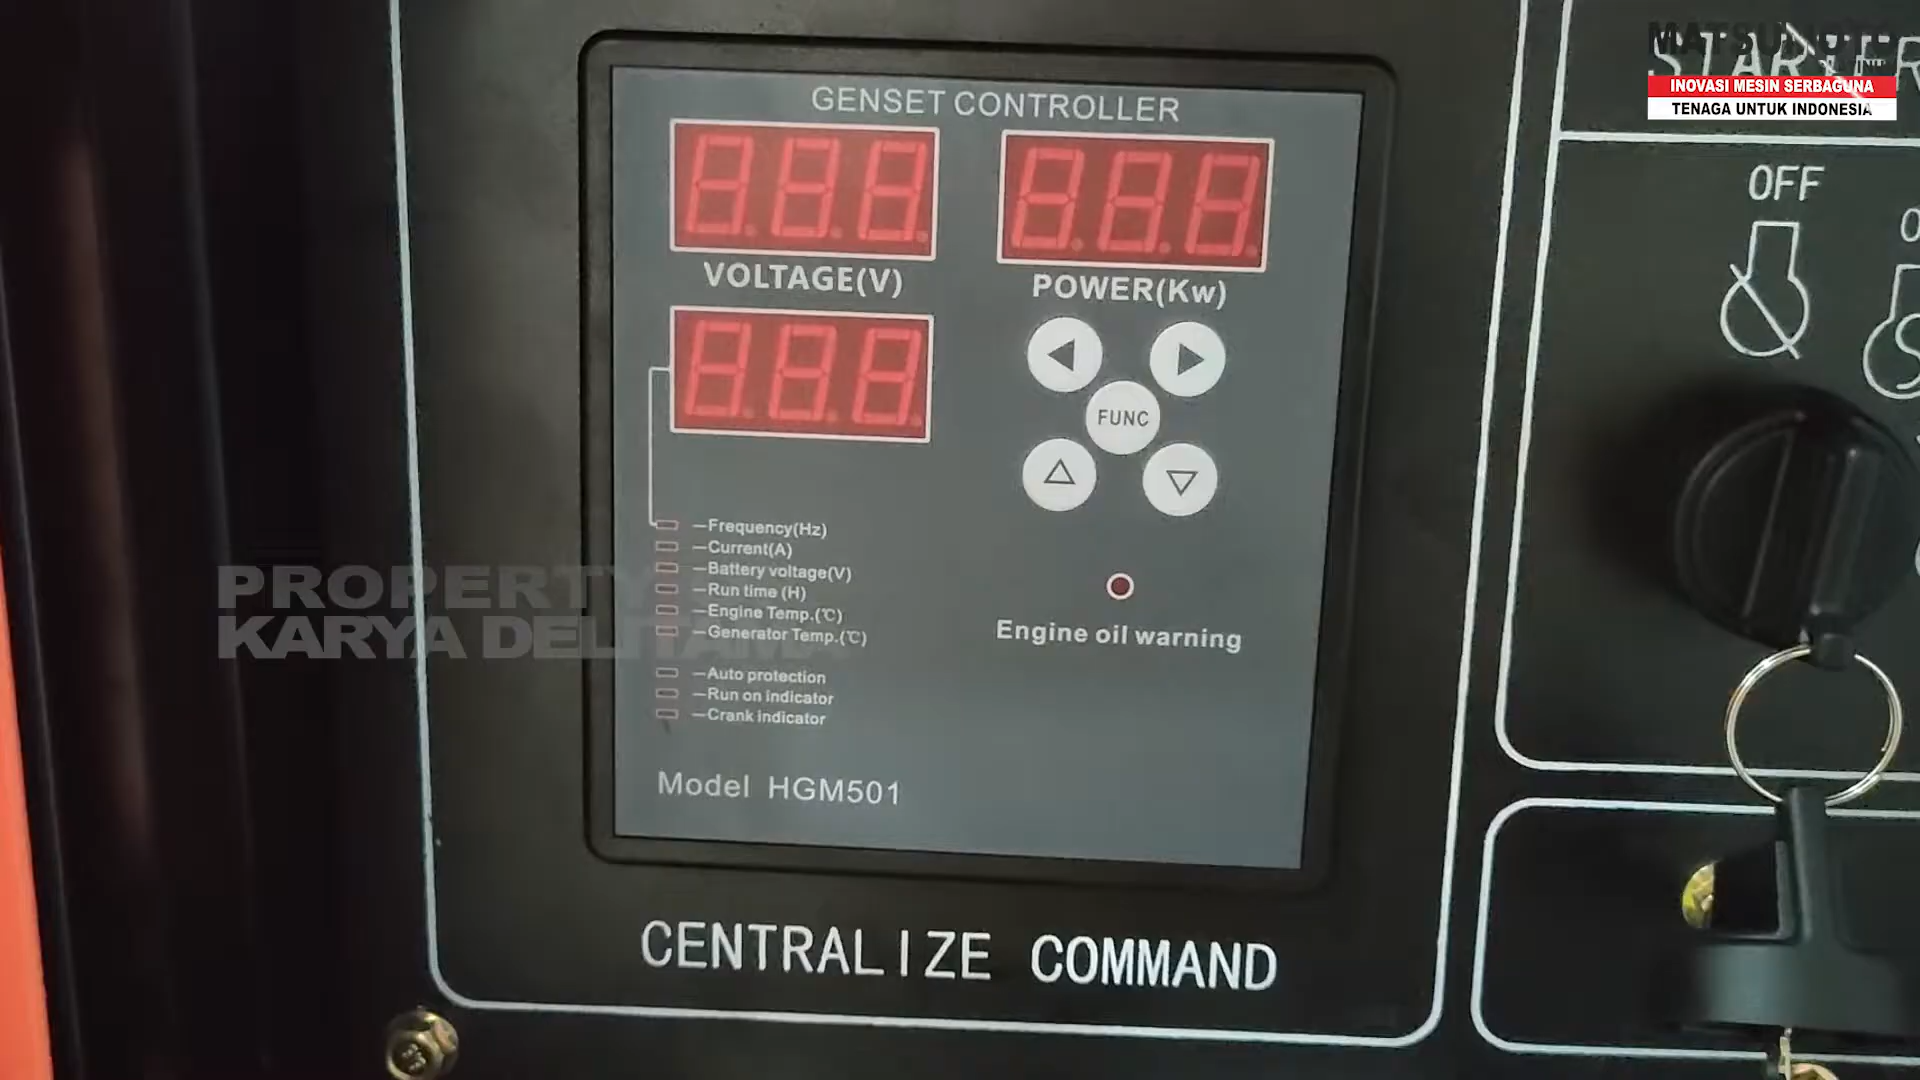 GENSET CONTROLLER
VOLTAGE(V)
POWER(Kw)
FUNC
Frequency(Hz)
Current(A)
Battery voltage(V)
Run time (H)
Engine Temp.(℃)
Generator Temp.(℃)
Auto protection
Run on indicator
Crank indicator
Engine oil warning
Model HGM501
CENTRALIZE COMMAND
OFF
INOVASI MESIN SERBAGUNA
TENAGA UNTUK INDONESIA
PROPERTY
KARYA DELITAMA